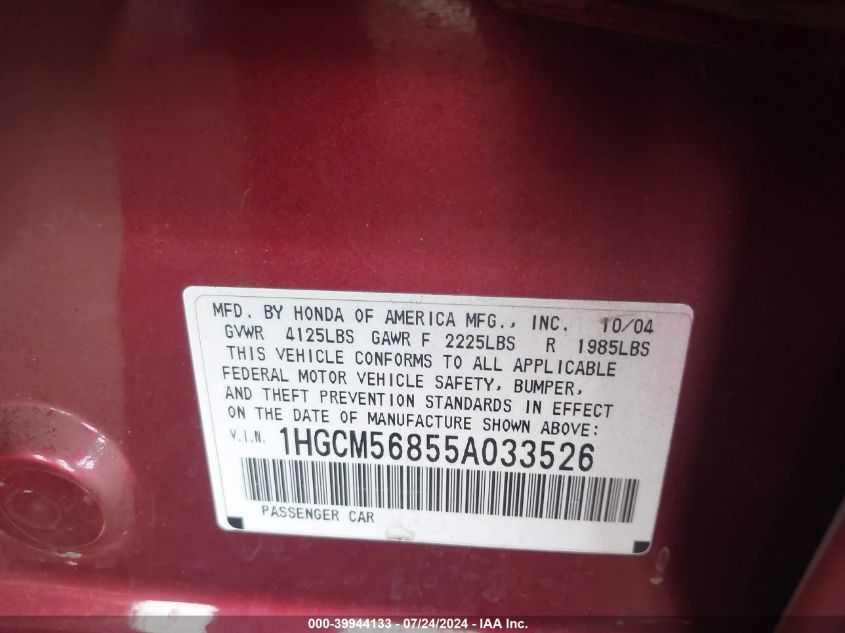 MFD. BY HONDA OF AMERICA MFG., INC. 10/04
GVWR 4125LBS GAWR F 2225LBS R 1985LBS
THIS VEHICLE CONFORMS TO ALL APPLICABLE
FEDERAL MOTOR VEHICLE SAFETY, BUMPER,
AND THEFT PREVENTION STANDARDS IN EFFECT
ON THE DATE OF MANUFACTURE SHOWN ABOVE:
V.I.N. 1HGCM56855A033526
PASSENGER CAR
000-39944133 - 07/24/2024 - IAA Inc.